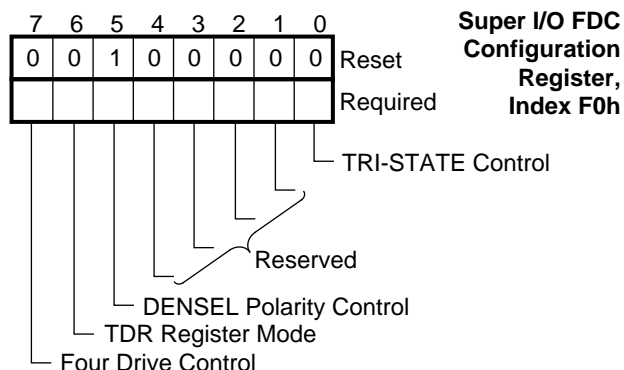 7 6 5 4 3 2 1 0
0 0 1 0 0 0 0 0 Reset
Required
Super I/O FDC
Configuration
Register,
Index F0h
TRI-STATE Control
Reserved
DENSEL Polarity Control
TDR Register Mode
Four Drive Control